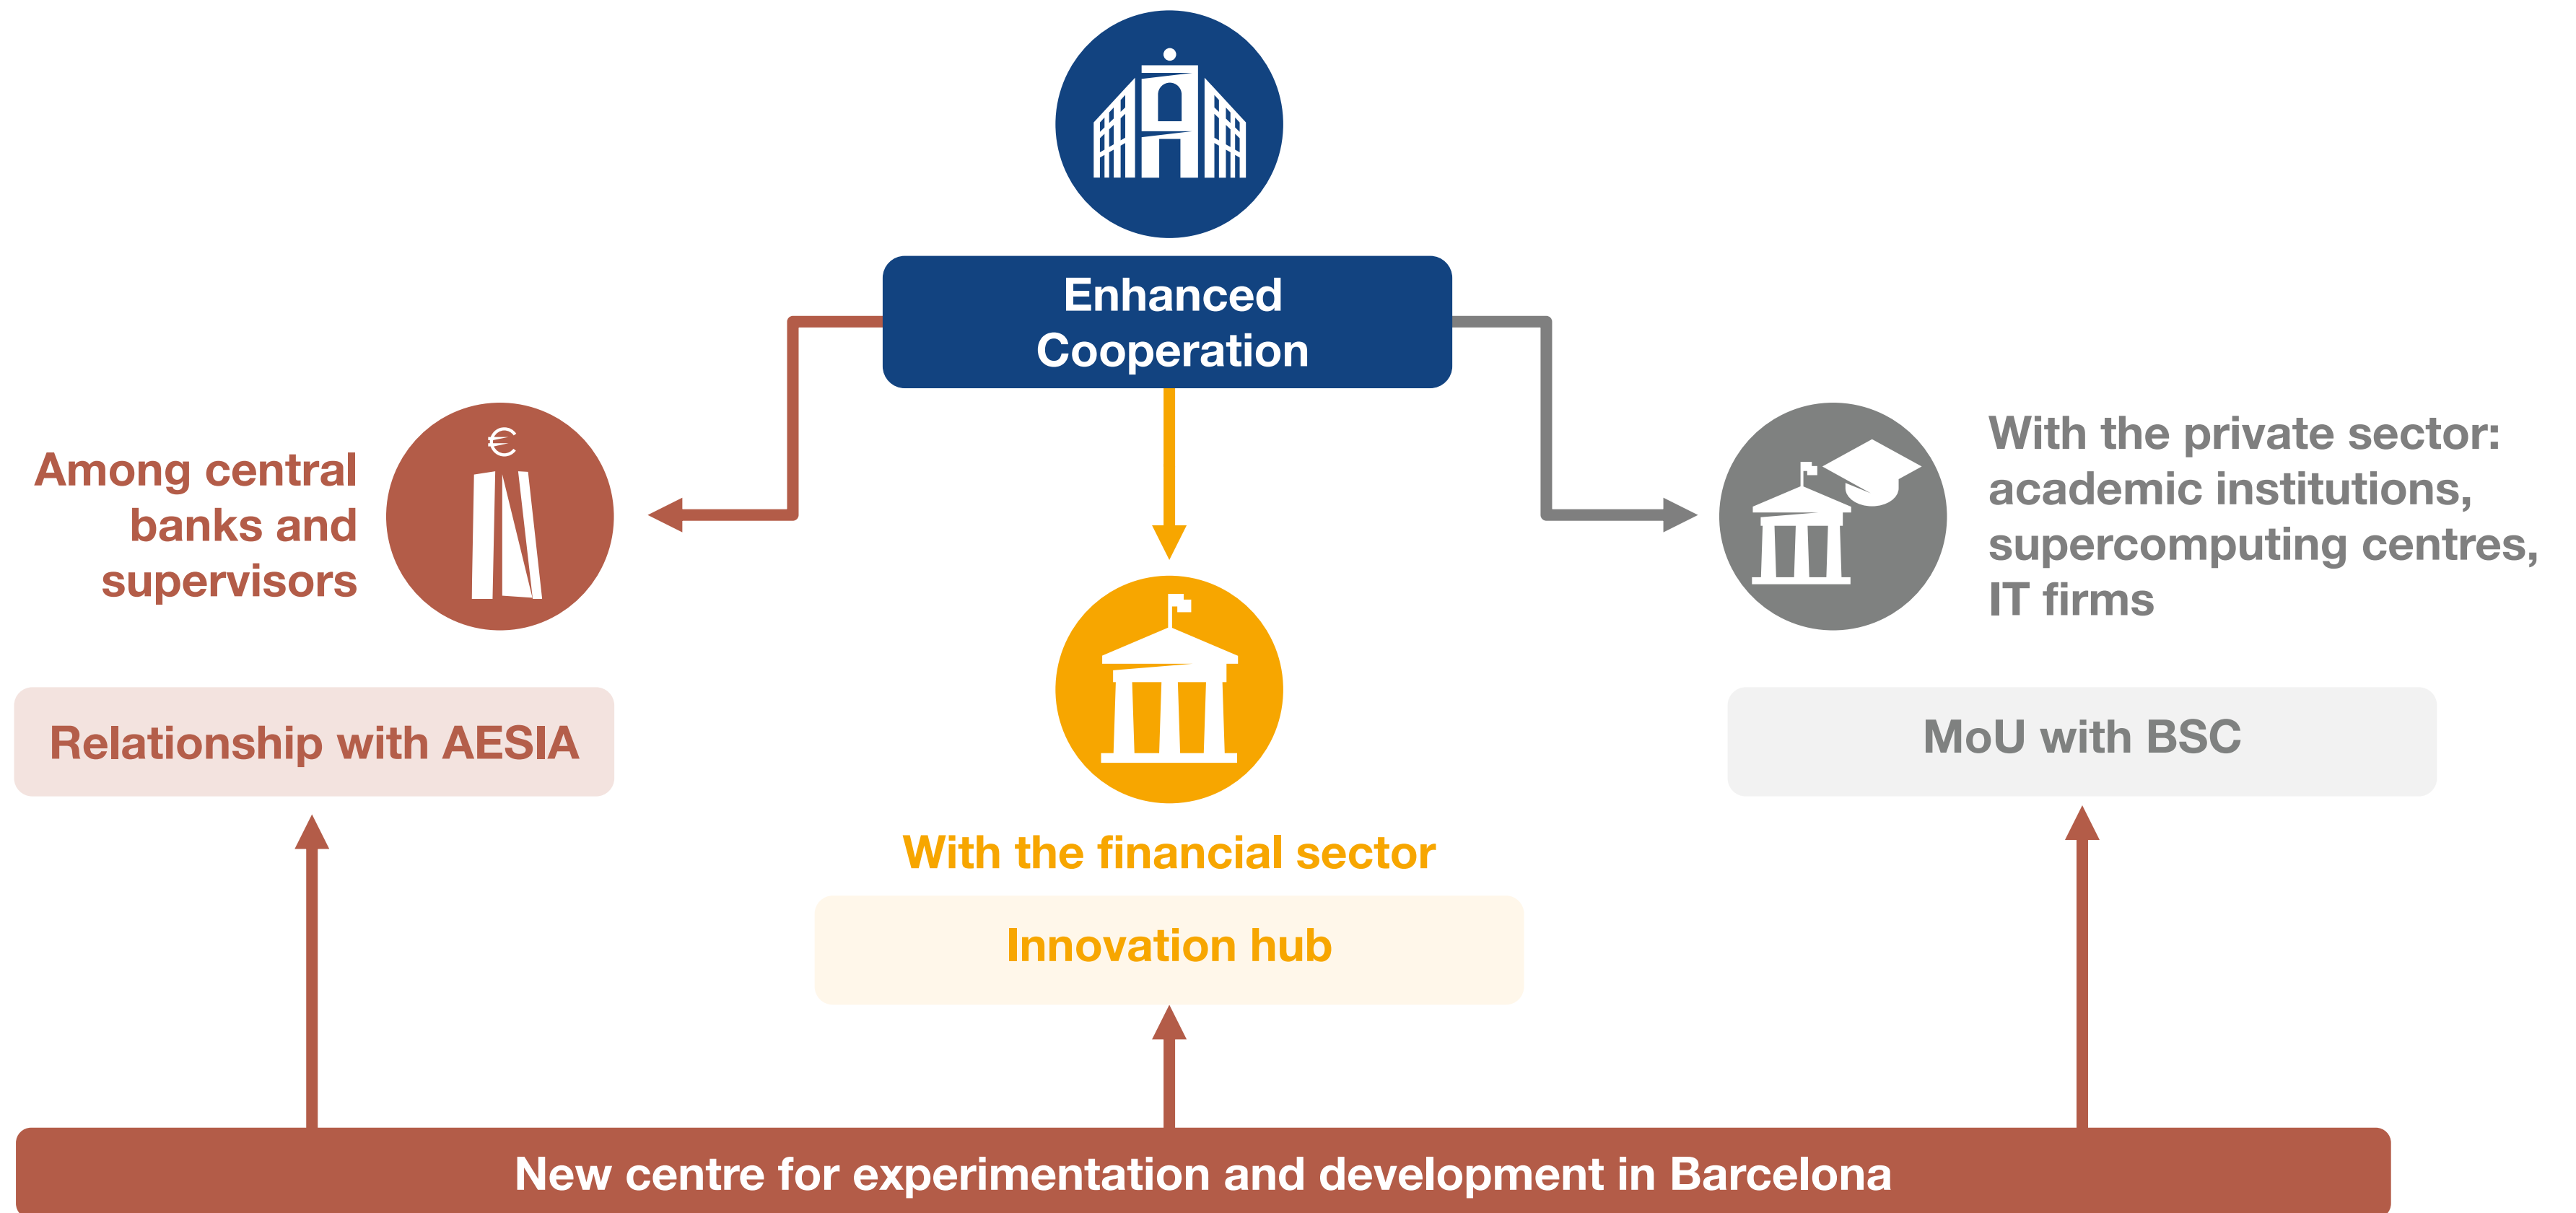 Enhanced
Cooperation
Among central
banks and
supervisors
€
With the private sector:
academic institutions,
supercomputing centres,
IT firms
Relationship with AESIA
MoU with BSC
With the financial sector
Innovation hub
New centre for experimentation and development in Barcelona